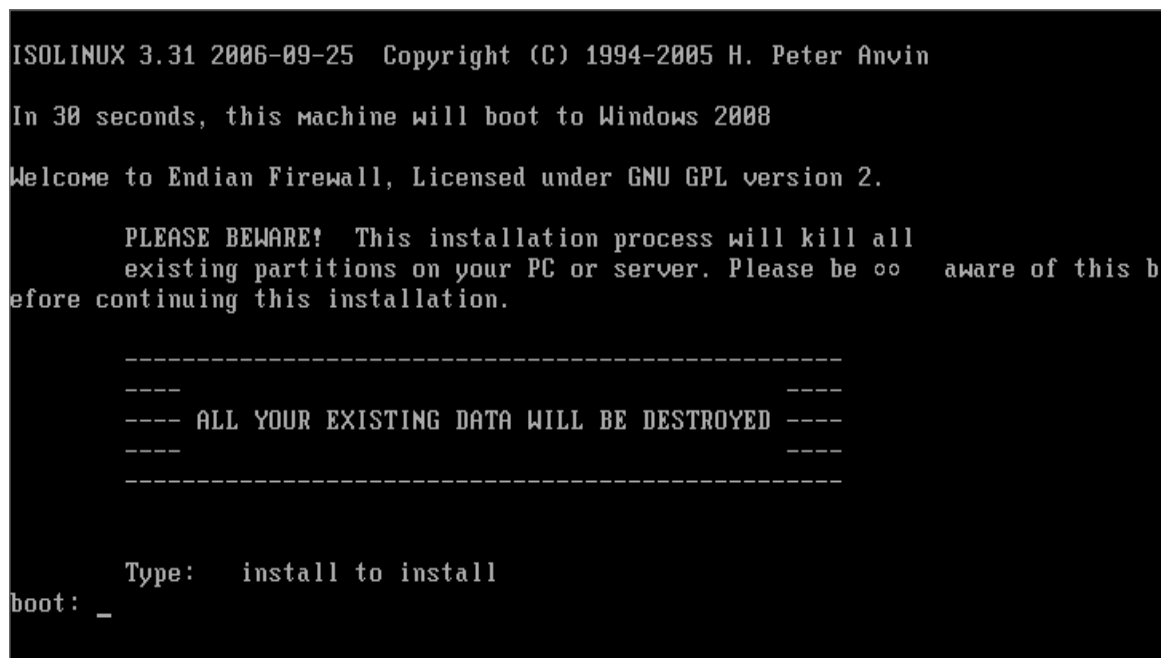 ISOLINUX 3.31 2006-09-25  Copyright (C) 1994-2005 H. Peter Anvin
In 30 seconds, this machine will boot to Windows 2008
Welcome to Endian Firewall, Licensed under GNU GPL version 2.
PLEASE BEWARE!  This installation process will kill all
existing partitions on your PC or server. Please be ∘∘   aware of this b
efore continuing this installation.
--------------------------------------------------
----                                          ----
---- ALL YOUR EXISTING DATA WILL BE DESTROYED ----
----                                          ----
--------------------------------------------------
Type:   install to install
boot: _